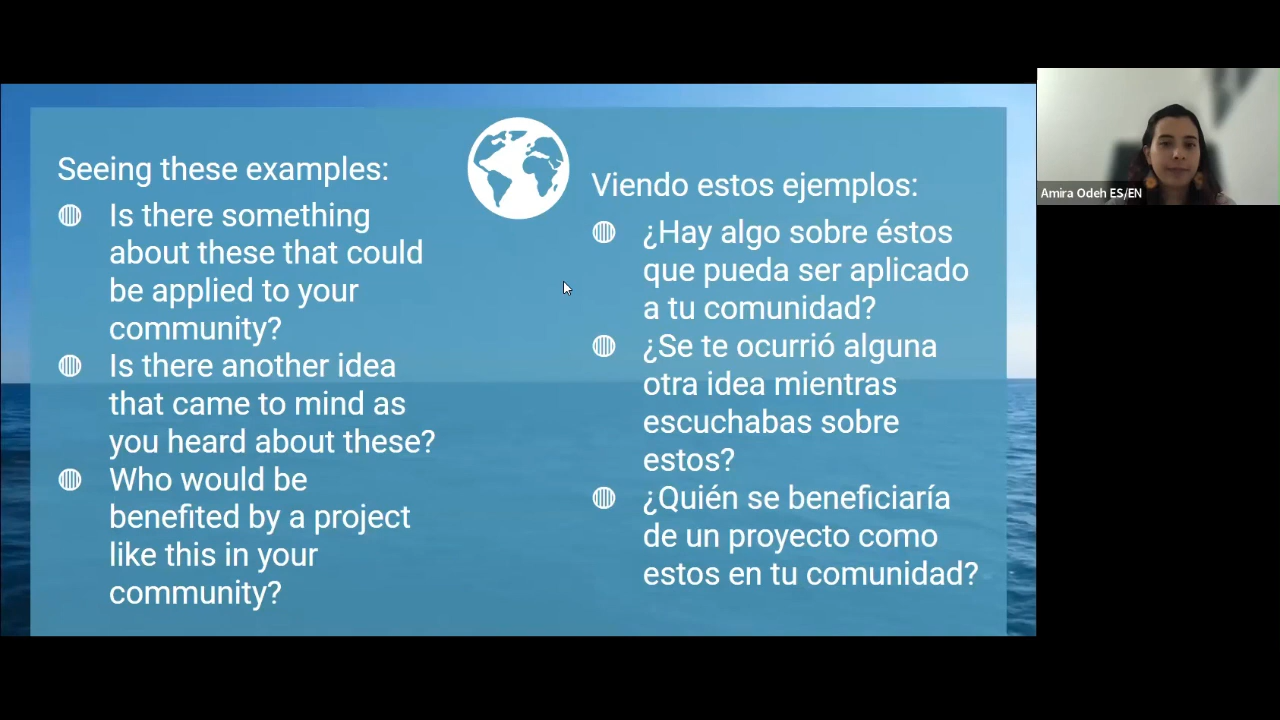 Seeing these examples:
Is there something
about these that could
be applied to your
community?
Is there another idea
that came to mind as
you heard about these?
Who would be
benefited by a project
like this in your
community?
Viendo estos ejemplos:
¿Hay algo sobre éstos
que pueda ser aplicado
a tu comunidad?
¿Se te ocurrió alguna
otra idea mientras
escuchabas sobre
estos?
¿Quién se beneficiaría
de un proyecto como
estos en tu comunidad?
Amira Odeh ES/EN